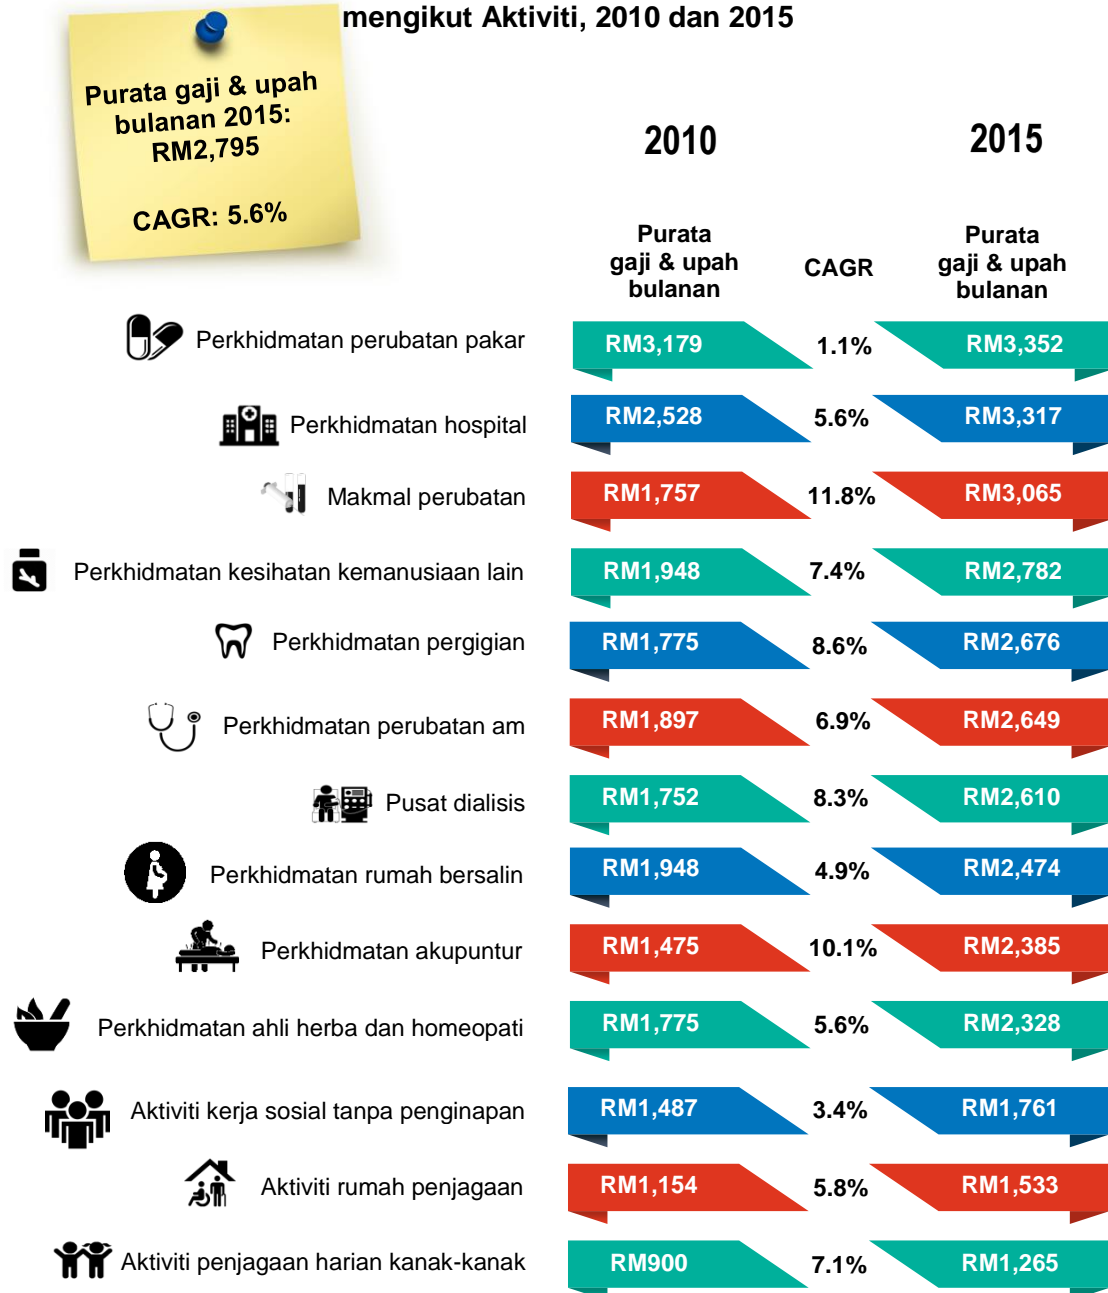 mengikut Aktiviti, 2010 dan 2015
Purata gaji & upah
bulanan 2015:
RM2,795
CAGR: 5.6%
2010
2015
Purata
gaji & upah
bulanan
CAGR
Purata
gaji & upah
bulanan
Perkhidmatan perubatan pakar RM3,179 1.1% RM3,352
Perkhidmatan hospital RM2,528 5.6% RM3,317
Makmal perubatan RM1,757 11.8% RM3,065
Perkhidmatan kesihatan kemanusiaan lain RM1,948 7.4% RM2,782
Perkhidmatan pergigian RM1,775 8.6% RM2,676
Perkhidmatan perubatan am RM1,897 6.9% RM2,649
Pusat dialisis RM1,752 8.3% RM2,610
Perkhidmatan rumah bersalin RM1,948 4.9% RM2,474
Perkhidmatan akupuntur RM1,475 10.1% RM2,385
Perkhidmatan ahli herba dan homeopati RM1,775 5.6% RM2,328
Aktiviti kerja sosial tanpa penginapan RM1,487 3.4% RM1,761
Aktiviti rumah penjagaan RM1,154 5.8% RM1,533
Aktiviti penjagaan harian kanak-kanak RM900 7.1% RM1,265